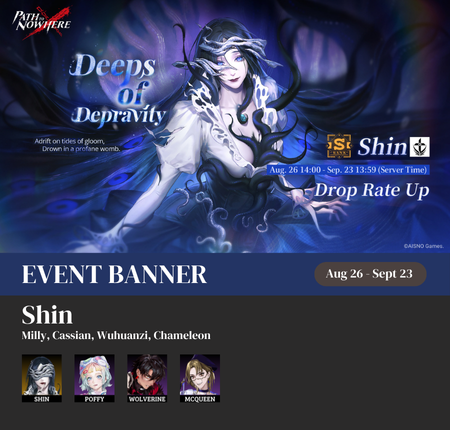 PATH TO
NOWHERE
Deeps
of
Depravity
Adrift on tides of gloom,
Drown in a profane womb.
S
Shin
Aug. 26 14:00 - Sep. 23 13:59 (Server Time)
Drop Rate Up
©AISNO Games.
EVENT BANNER
Aug 26 - Sept 23
Shin
Milly, Cassian, Wuhuanzi, Chameleon
SHIN
POFFY
WOLVERINE
MCQUEEN